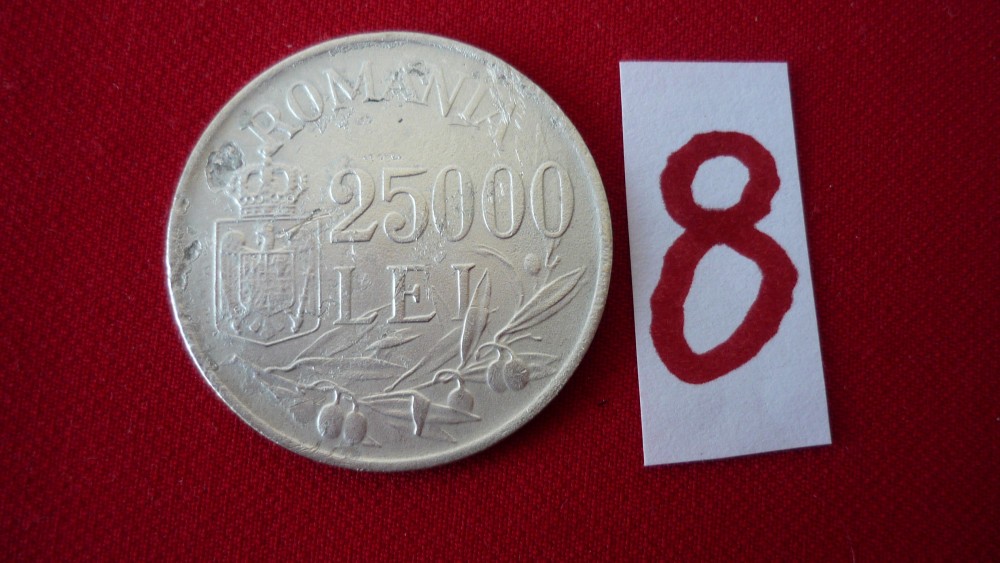 ROMANIA
25000
LEI
8